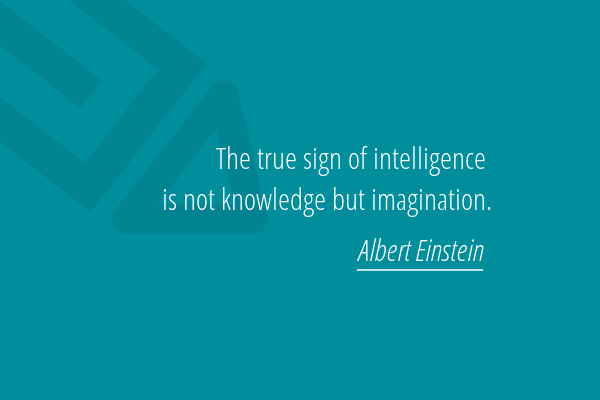 The true sign of intelligence
is not knowledge but imagination.
Albert Einstein